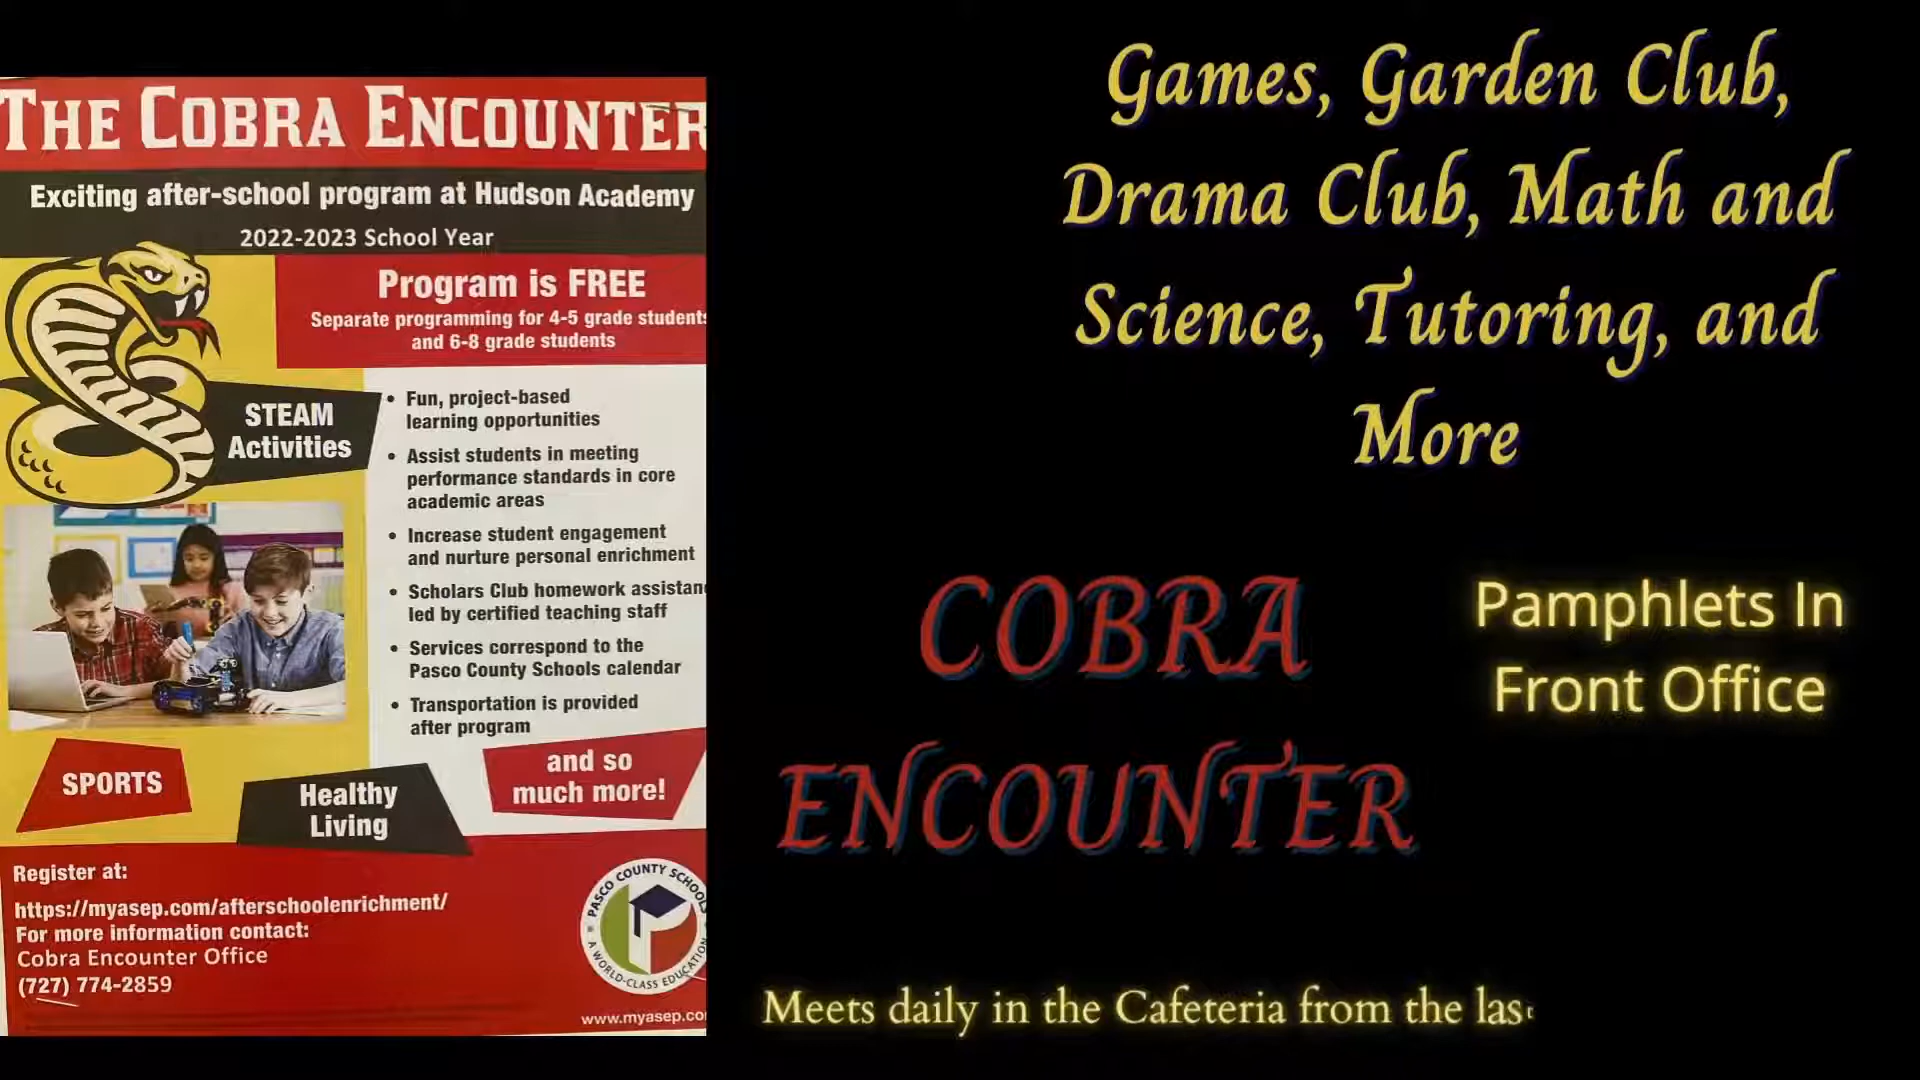 THE COBRA ENCOUNTER
Exciting after-school program at Hudson Academy
2022-2023 School Year
Program is FREE
Separate programming for 4-5 grade students
and 6-8 grade students
STEAM
Activities
• Fun, project-based
learning opportunities
• Assist students in meeting
performance standards in core
academic areas
• Increase student engagement
and nurture personal enrichment
• Scholars Club homework assistan
led by certified teaching staff
• Services correspond to the
Pasco County Schools calendar
• Transportation is provided
after program
SPORTS
Healthy
Living
and so
much more!
Register at:
https://myasep.com/afterschoolenrichment/
For more information contact:
Cobra Encounter Office
(727) 774-2859
PASCO COUNTY SCHOOLS
A WORLD-CLASS EDUCATION
www.myasep.co
Games, Garden Club,
Drama Club, Math and
Science, Tutoring, and
More
COBRA
ENCOUNTER
Pamphlets In
Front Office
Meets daily in the Cafeteria from the las